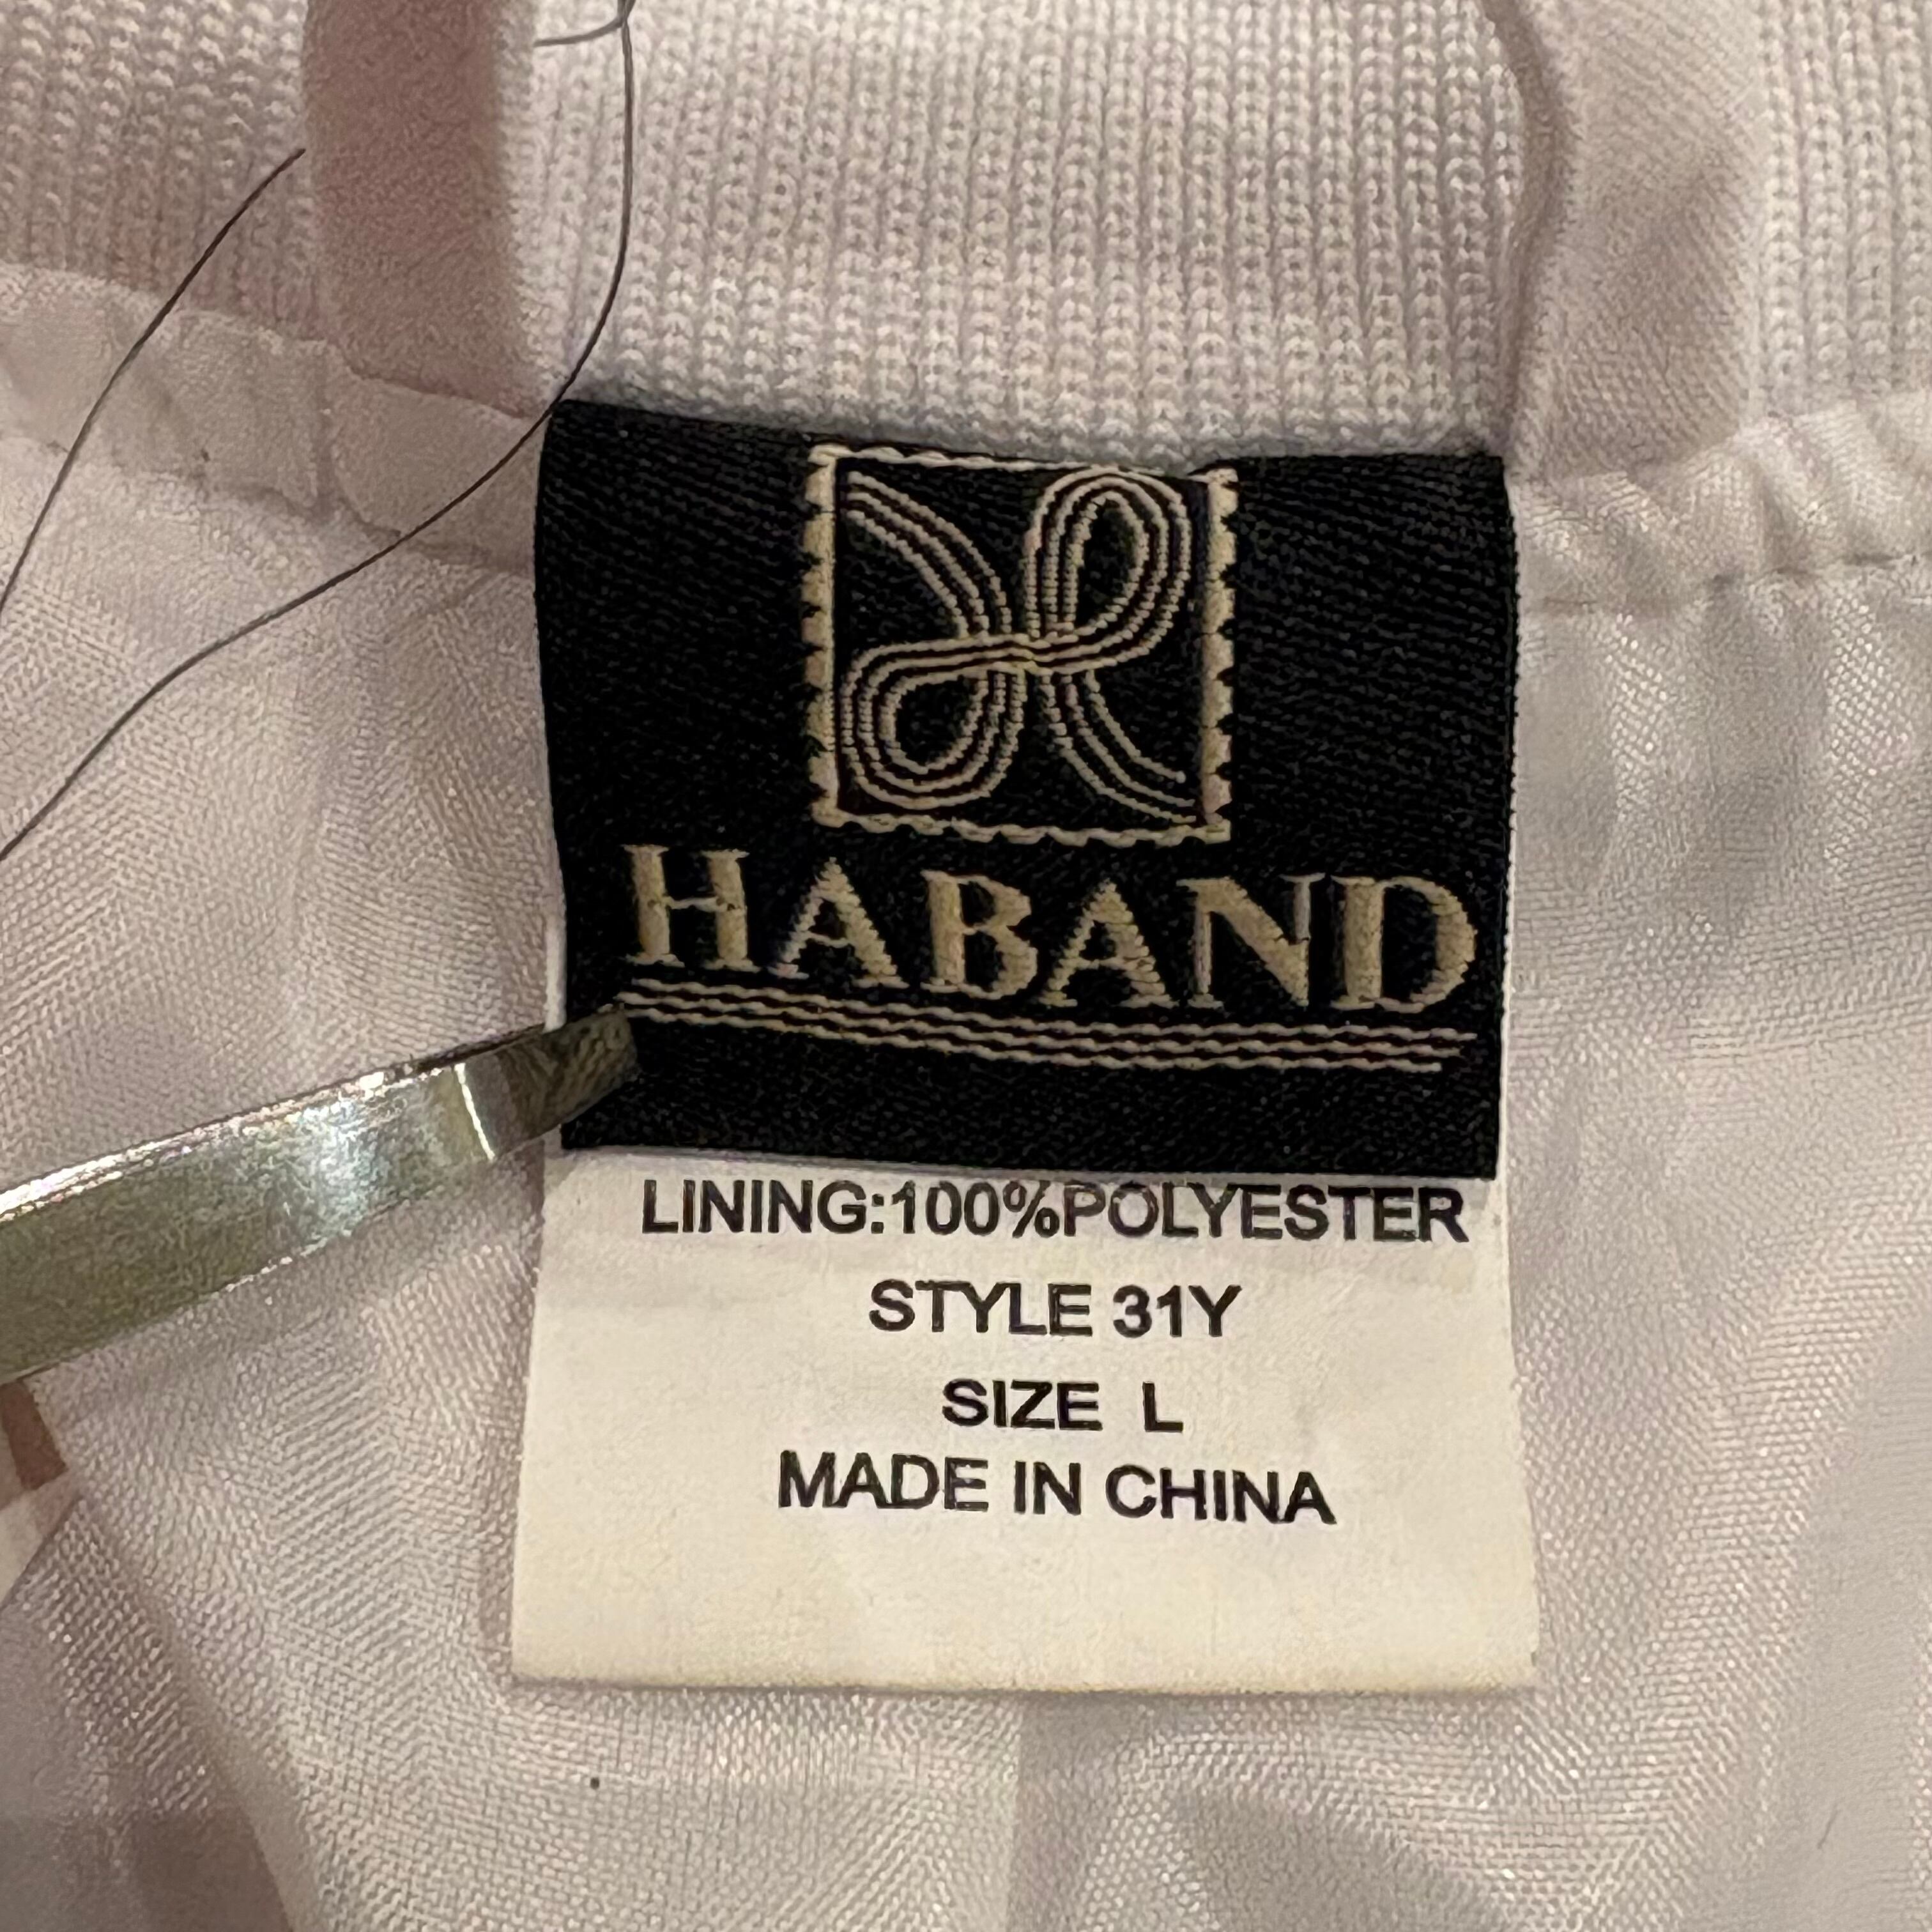 HABAND
LINING:100%POLYESTER
STYLE 31Y
SIZE L
MADE IN CHINA